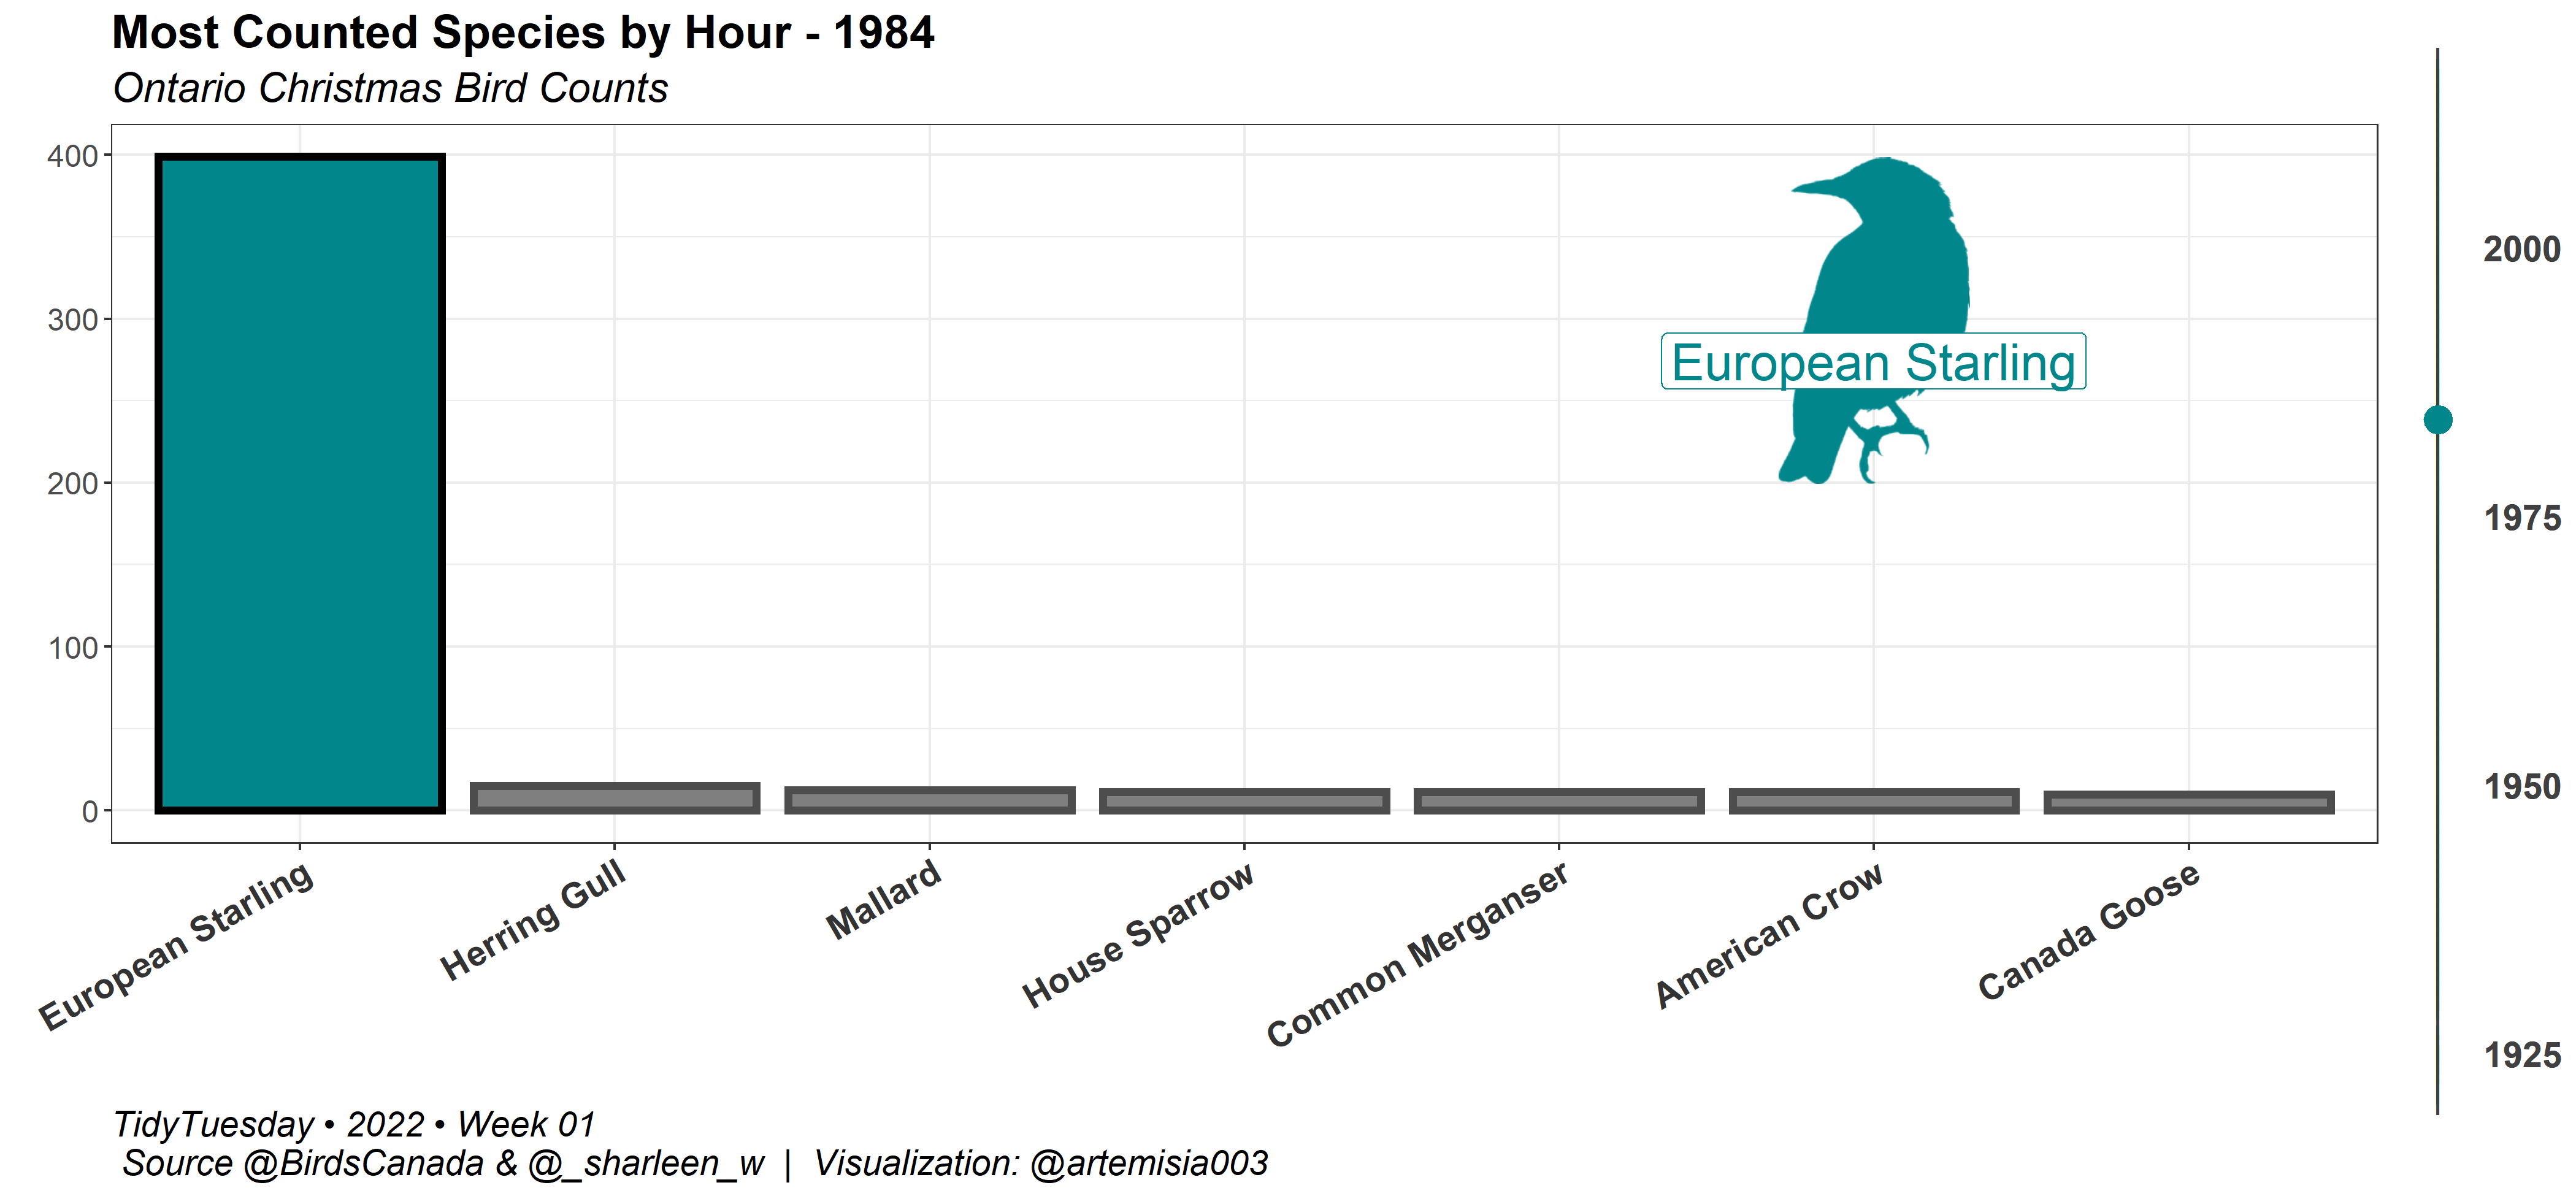 Most Counted Species by Hour - 1984
Ontario Christmas Bird Counts
400
300
200
100
0
European Starling
European Starling
Herring Gull
Mallard
House Sparrow
Common Merganser
American Crow
Canada Goose
2000
1975
1950
1925
TidyTuesday • 2022 • Week 01
Source @BirdsCanada & @_sharleen_w | Visualization: @artemisia003